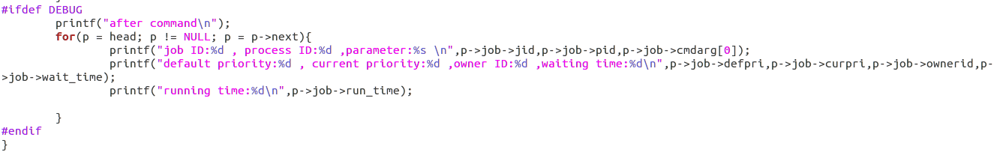 #ifdef DEBUG
        printf("after command\n");
        for(p = head; p != NULL; p = p->next){
                printf("job ID:%d , process ID:%d ,parameter:%s \n",p->job->jid,p->job->pid,p->job->cmdarg[0]);
                printf("default priority:%d , current priority:%d ,owner ID:%d ,waiting time:%d\n",p->job->defpri,p->job->curpri,p->job->ownerid,p-
>job->wait_time);
                printf("running time:%d\n",p->job->run_time);
        }
#endif
}